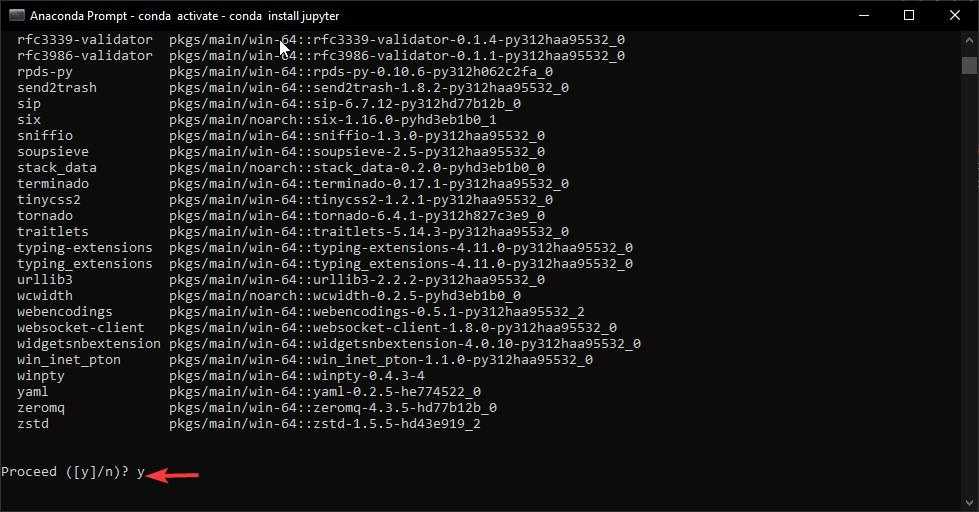 Anaconda Prompt - conda  activate - conda  install jupyter
rfc3339-validator  pkgs/main/win-64::rfc3339-validator-0.1.4-py312haa95532_0
rfc3986-validator  pkgs/main/win-64::rfc3986-validator-0.1.1-py312haa95532_0
rpds-py            pkgs/main/win-64::rpds-py-0.10.6-py312h062c2fa_0
send2trash         pkgs/main/win-64::send2trash-1.8.2-py312haa95532_0
sip                pkgs/main/win-64::sip-6.7.12-py312hd77b12b_0
six                pkgs/main/noarch::six-1.16.0-pyhd3eb1b0_1
sniffio            pkgs/main/win-64::sniffio-1.3.0-py312haa95532_0
soupsieve          pkgs/main/win-64::soupsieve-2.5-py312haa95532_0
stack_data         pkgs/main/noarch::stack_data-0.2.0-pyhd3eb1b0_0
terminado          pkgs/main/win-64::terminado-0.17.1-py312haa95532_0
tinycss2           pkgs/main/win-64::tinycss2-1.2.1-py312haa95532_0
tornado            pkgs/main/win-64::tornado-6.4.1-py312h827c3e9_0
traitlets          pkgs/main/win-64::traitlets-5.14.3-py312haa95532_0
typing-extensions  pkgs/main/win-64::typing-extensions-4.11.0-py312haa95532_0
typing_extensions  pkgs/main/win-64::typing_extensions-4.11.0-py312haa95532_0
urllib3            pkgs/main/win-64::urllib3-2.2.2-py312haa95532_0
wcwidth            pkgs/main/noarch::wcwidth-0.2.5-pyhd3eb1b0_0
webencodings       pkgs/main/win-64::webencodings-0.5.1-py312haa95532_2
websocket-client   pkgs/main/win-64::websocket-client-1.8.0-py312haa95532_0
widgetsnbextension pkgs/main/win-64::widgetsnbextension-4.0.10-py312haa95532_0
win_inet_pton      pkgs/main/win-64::win_inet_pton-1.1.0-py312haa95532_0
winpty             pkgs/main/win-64::winpty-0.4.3-4
yaml               pkgs/main/win-64::yaml-0.2.5-he774522_0
zeromq             pkgs/main/win-64::zeromq-4.3.5-hd77b12b_0
zstd               pkgs/main/win-64::zstd-1.5.5-hd43e919_2
Proceed ([y]/n)? y